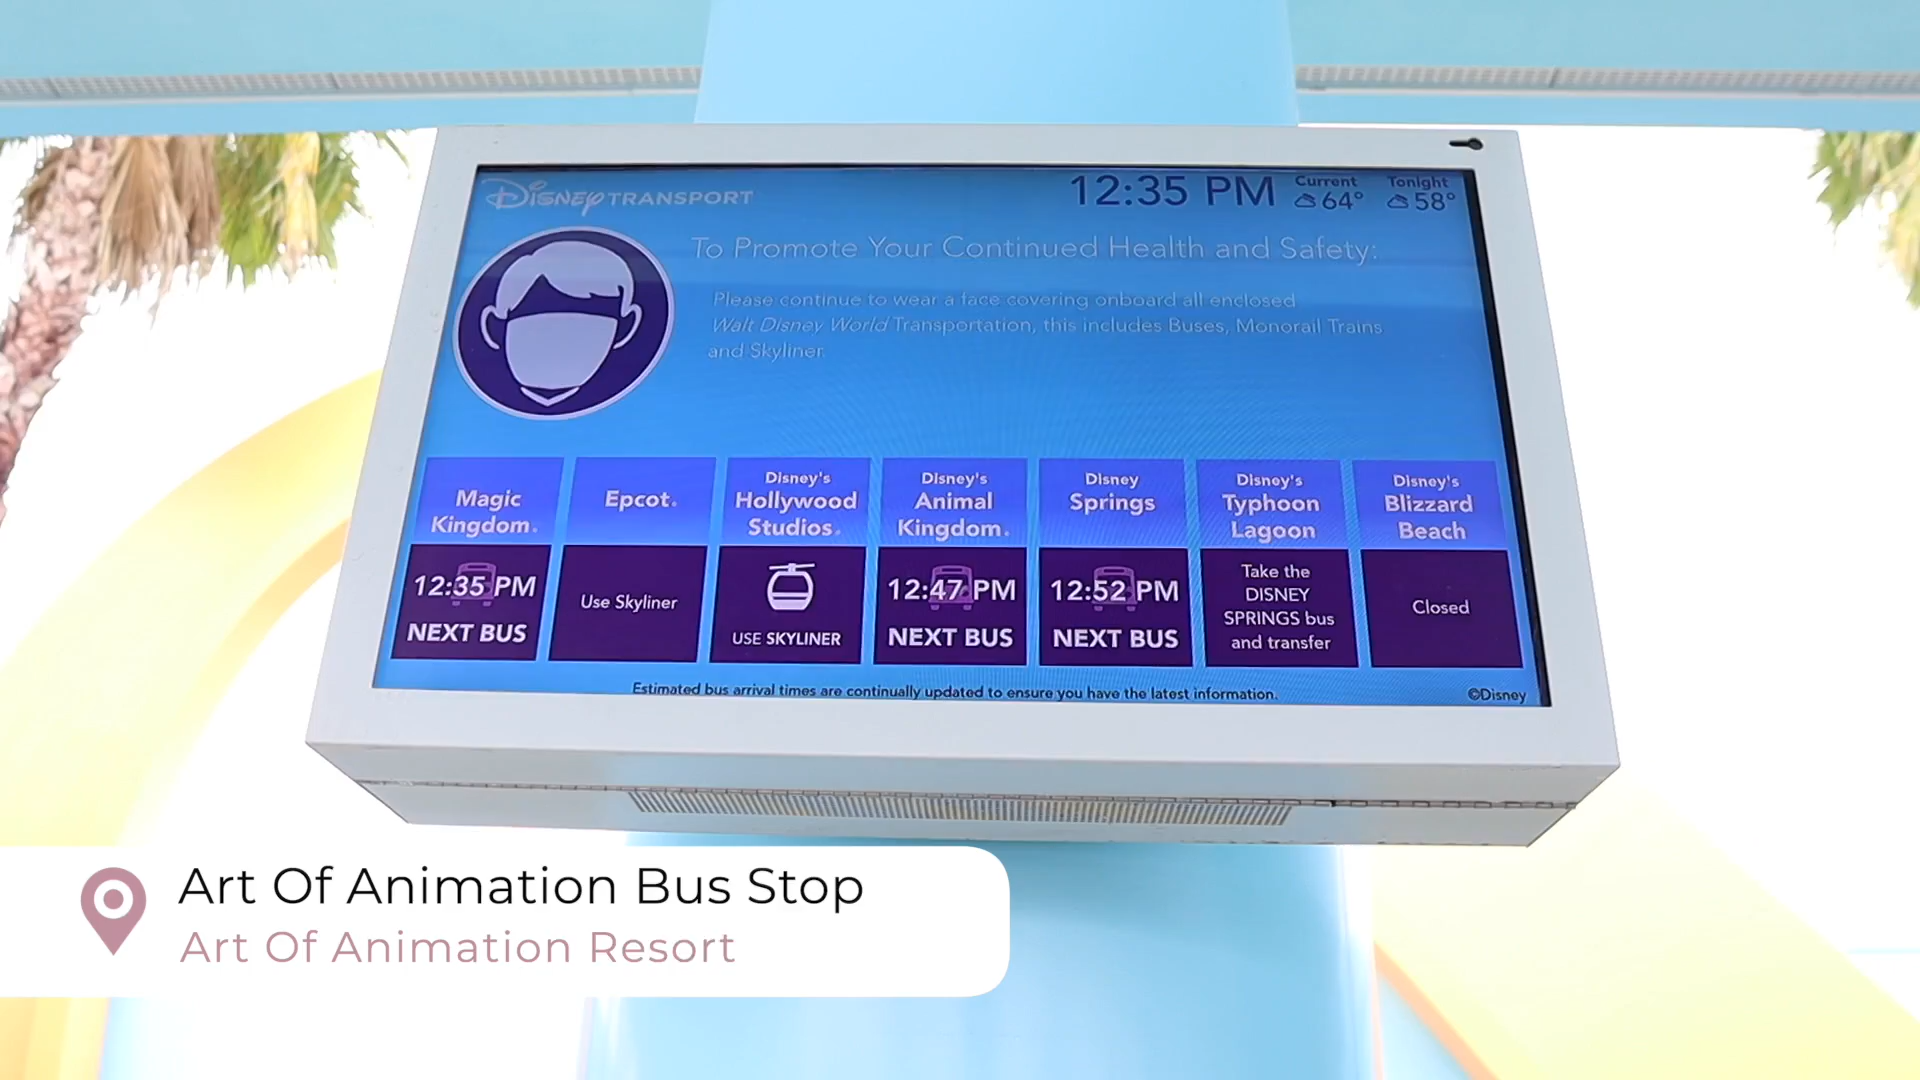 DISNEY TRANSPORT
12:35 PM
Current
64°
Tonight
58°
To Promote Your Continued Health and Safety:
Please continue to wear a face covering onboard all enclosed
Walt Disney World Transportation, this includes Buses, Monorail Trains
and Skyliner.
Magic
Kingdom®
12:35 PM
NEXT BUS
Epcot®
Use Skyliner
Disney's
Hollywood
Studios®
USE SKYLINER
Disney's
Animal
Kingdom®
12:47 PM
NEXT BUS
Disney
Springs
12:52 PM
NEXT BUS
Disney's
Typhoon
Lagoon
Take the
DISNEY
SPRINGS bus
and transfer
Disney's
Blizzard
Beach
Closed
Estimated bus arrival times are continually updated to ensure you have the latest information.
©Disney
Art Of Animation Bus Stop
Art Of Animation Resort